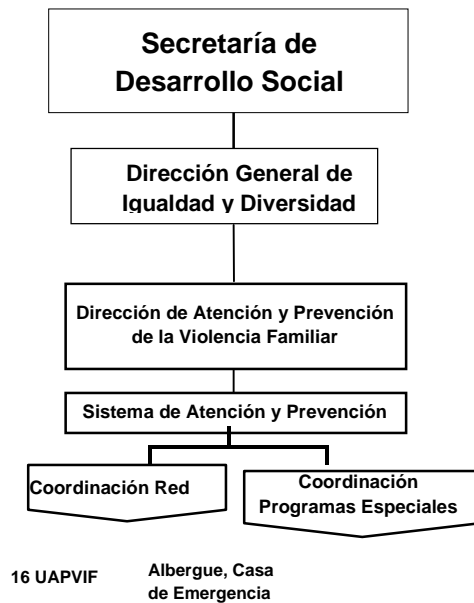 Secretaría de
Desarrollo Social
Dirección General de
Igualdad y Diversidad
Dirección de Atención y Prevención
de la Violencia Familiar
Sistema de Atención y Prevención
Coordinación Red
Coordinación
Programas Especiales
16 UAPVIF
Albergue, Casa
de Emergencia